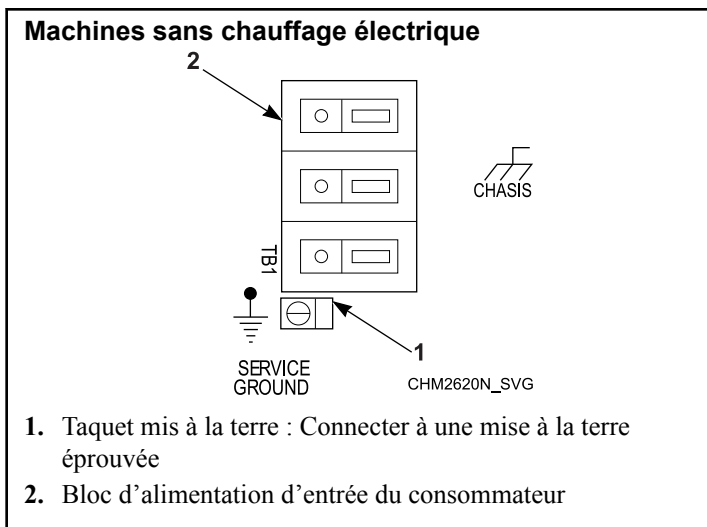 Machines sans chauffage électrique
2
CHASIS
TB1
1
SERVICE
GROUND
CHM2620N_SVG
1. Taquet mis à la terre : Connecter à une mise à la terre
éprouvée
2. Bloc d’alimentation d’entrée du consommateur